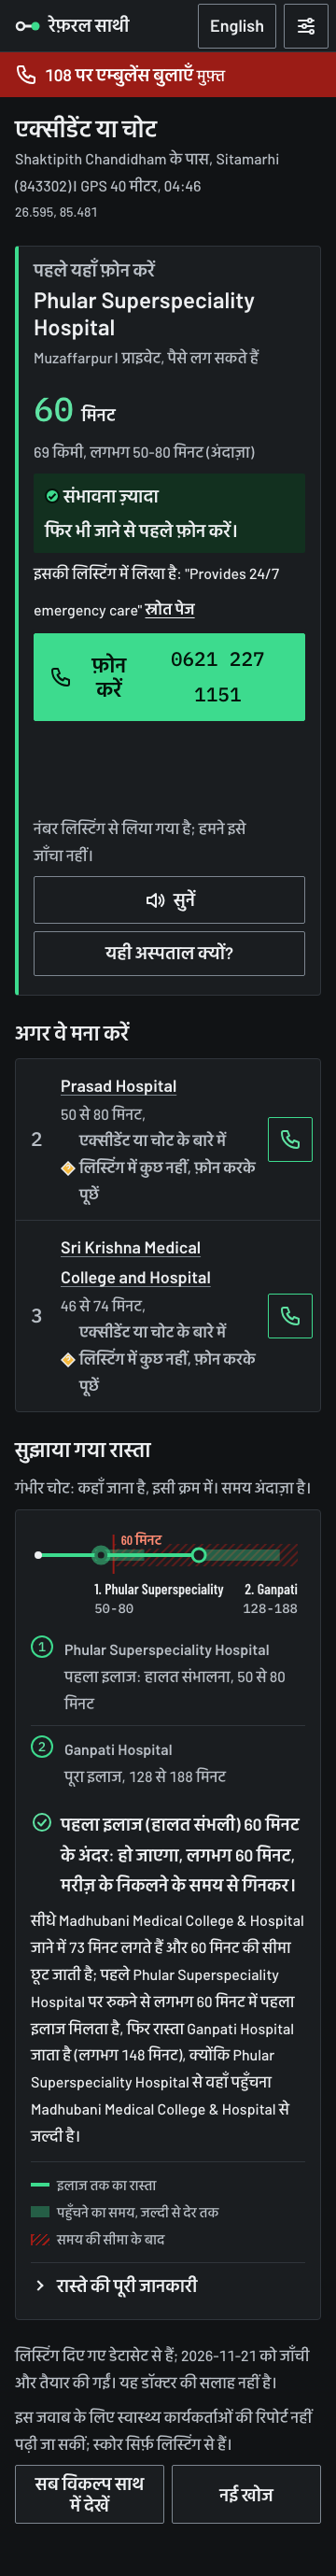 रेफ़रल साथी
English
108 पर एम्बुलेंस बुलाएँ मुफ़्त
एक्सीडेंट या चोट
Shaktipith Chandidham के पास, Sitamarhi
(843302)। GPS 40 मीटर, 04:46
26.595, 85.481
पहले यहाँ फ़ोन करें
Phular Superspeciality
Hospital
Muzaffarpur। प्राइवेट, पैसे लग सकते हैं
60 मिनट
69 किमी, लगभग 50-80 मिनट (अंदाज़ा)
संभावना ज़्यादा
फिर भी जाने से पहले फ़ोन करें।
इसकी लिस्टिंग में लिखा है: "Provides 24/7
emergency care" स्रोत पेज
फ़ोन
करें
0621 227
1151
नंबर लिस्टिंग से लिया गया है; हमने इसे
जाँचा नहीं।
सुनें
यही अस्पताल क्यों?
अगर वे मना करें
2
Prasad Hospital
50 से 80 मिनट,
एक्सीडेंट या चोट के बारे में
लिस्टिंग में कुछ नहीं, फ़ोन करके
पूछें
3
Sri Krishna Medical
College and Hospital
46 से 74 मिनट,
एक्सीडेंट या चोट के बारे में
लिस्टिंग में कुछ नहीं, फ़ोन करके
पूछें
सुझाया गया रास्ता
गंभीर चोट: कहाँ जाना है, इसी क्रम में। समय अंदाज़ा है।
60 मिनट
1. Phular Superspeciality
50-80
2. Ganpati
128-188
1
Phular Superspeciality Hospital
पहला इलाज: हालत संभालना, 50 से 80
मिनट
2
Ganpati Hospital
पूरा इलाज, 128 से 188 मिनट
पहला इलाज (हालत संभली) 60 मिनट
के अंदर: हो जाएगा, लगभग 60 मिनट,
मरीज़ के निकलने के समय से गिनकर।
सीधे Madhubani Medical College & Hospital
जाने में 73 मिनट लगते हैं और 60 मिनट की सीमा
छूट जाती है; पहले Phular Superspeciality
Hospital पर रुकने से लगभग 60 मिनट में पहला
इलाज मिलता है, फिर रास्ता Ganpati Hospital
जाता है (लगभग 148 मिनट), क्योंकि Phular
Superspeciality Hospital से वहाँ पहुँचना
Madhubani Medical College & Hospital से
जल्दी है।
इलाज तक का रास्ता
पहुँचने का समय, जल्दी से देर तक
समय की सीमा के बाद
रास्ते की पूरी जानकारी
लिस्टिंग दिए गए डेटासेट से हैं; 2026-11-21 को जाँची
और तैयार की गईं। यह डॉक्टर की सलाह नहीं है।
इस जवाब के लिए स्वास्थ्य कार्यकर्ताओं की रिपोर्ट नहीं
पढ़ी जा सकीं; स्कोर सिर्फ़ लिस्टिंग से हैं।
सब विकल्प साथ
में देखें
नई खोज